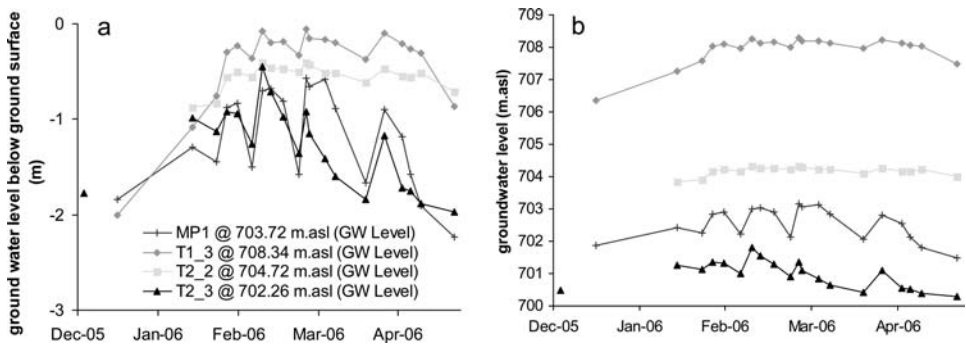 a
ground water level below ground surface
(m)
0
-1
-2
-3
MP1 @ 703.72 m.asl (GW Level)
T1_3 @ 708.34 m.asl (GW Level)
T2_2 @ 704.72 m.asl (GW Level)
T2_3 @ 702.26 m.asl (GW Level)
Dec-05 Jan-06 Feb-06 Mar-06 Apr-06
b
groundwater level (m.asl)
709
708
707
706
705
704
703
702
701
700
Dec-05 Jan-06 Feb-06 Mar-06 Apr-06